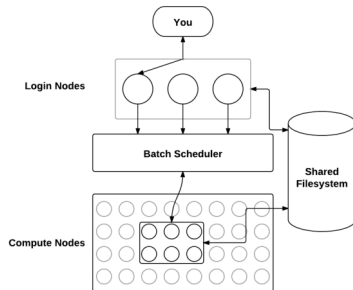 You
Login Nodes
Batch Scheduler
Shared
Filesystem
Compute Nodes